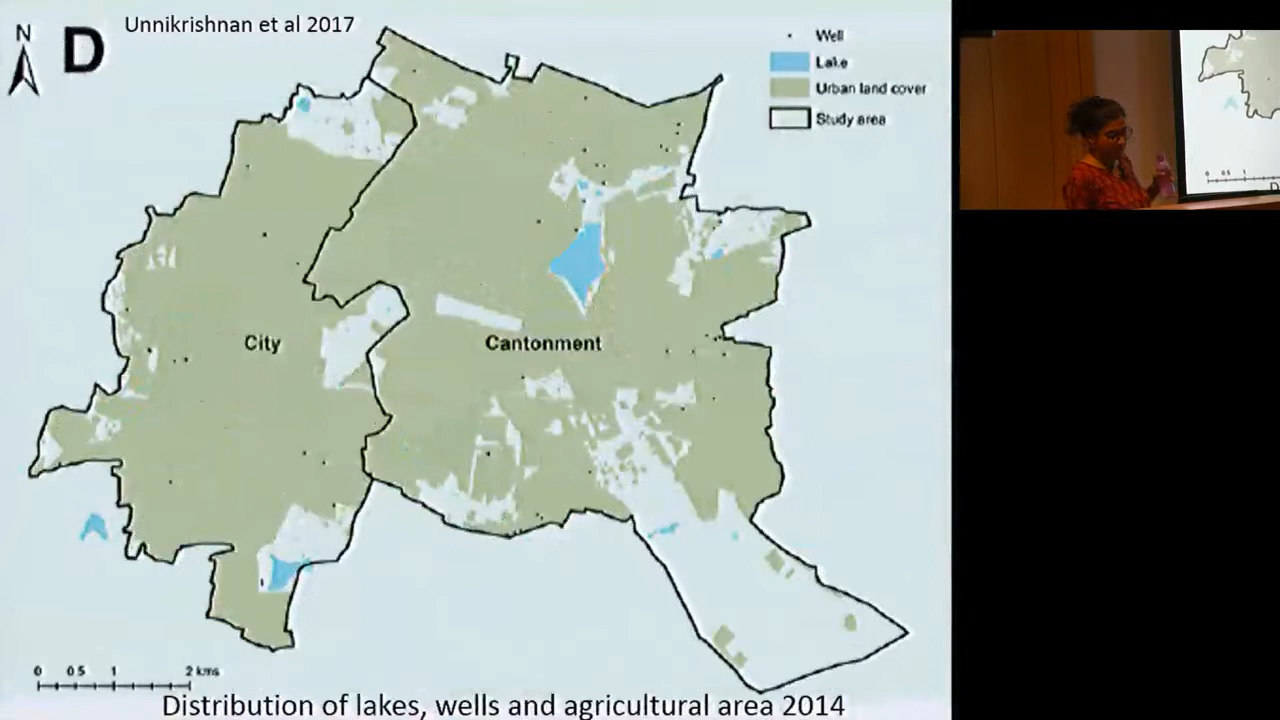 Unnikrishnan et al 2017
N
D
Well
Lake
Urban land cover
Study area
City
Cantonment
0 0 5 1 2 kms
Distribution of lakes, wells and agricultural area 2014